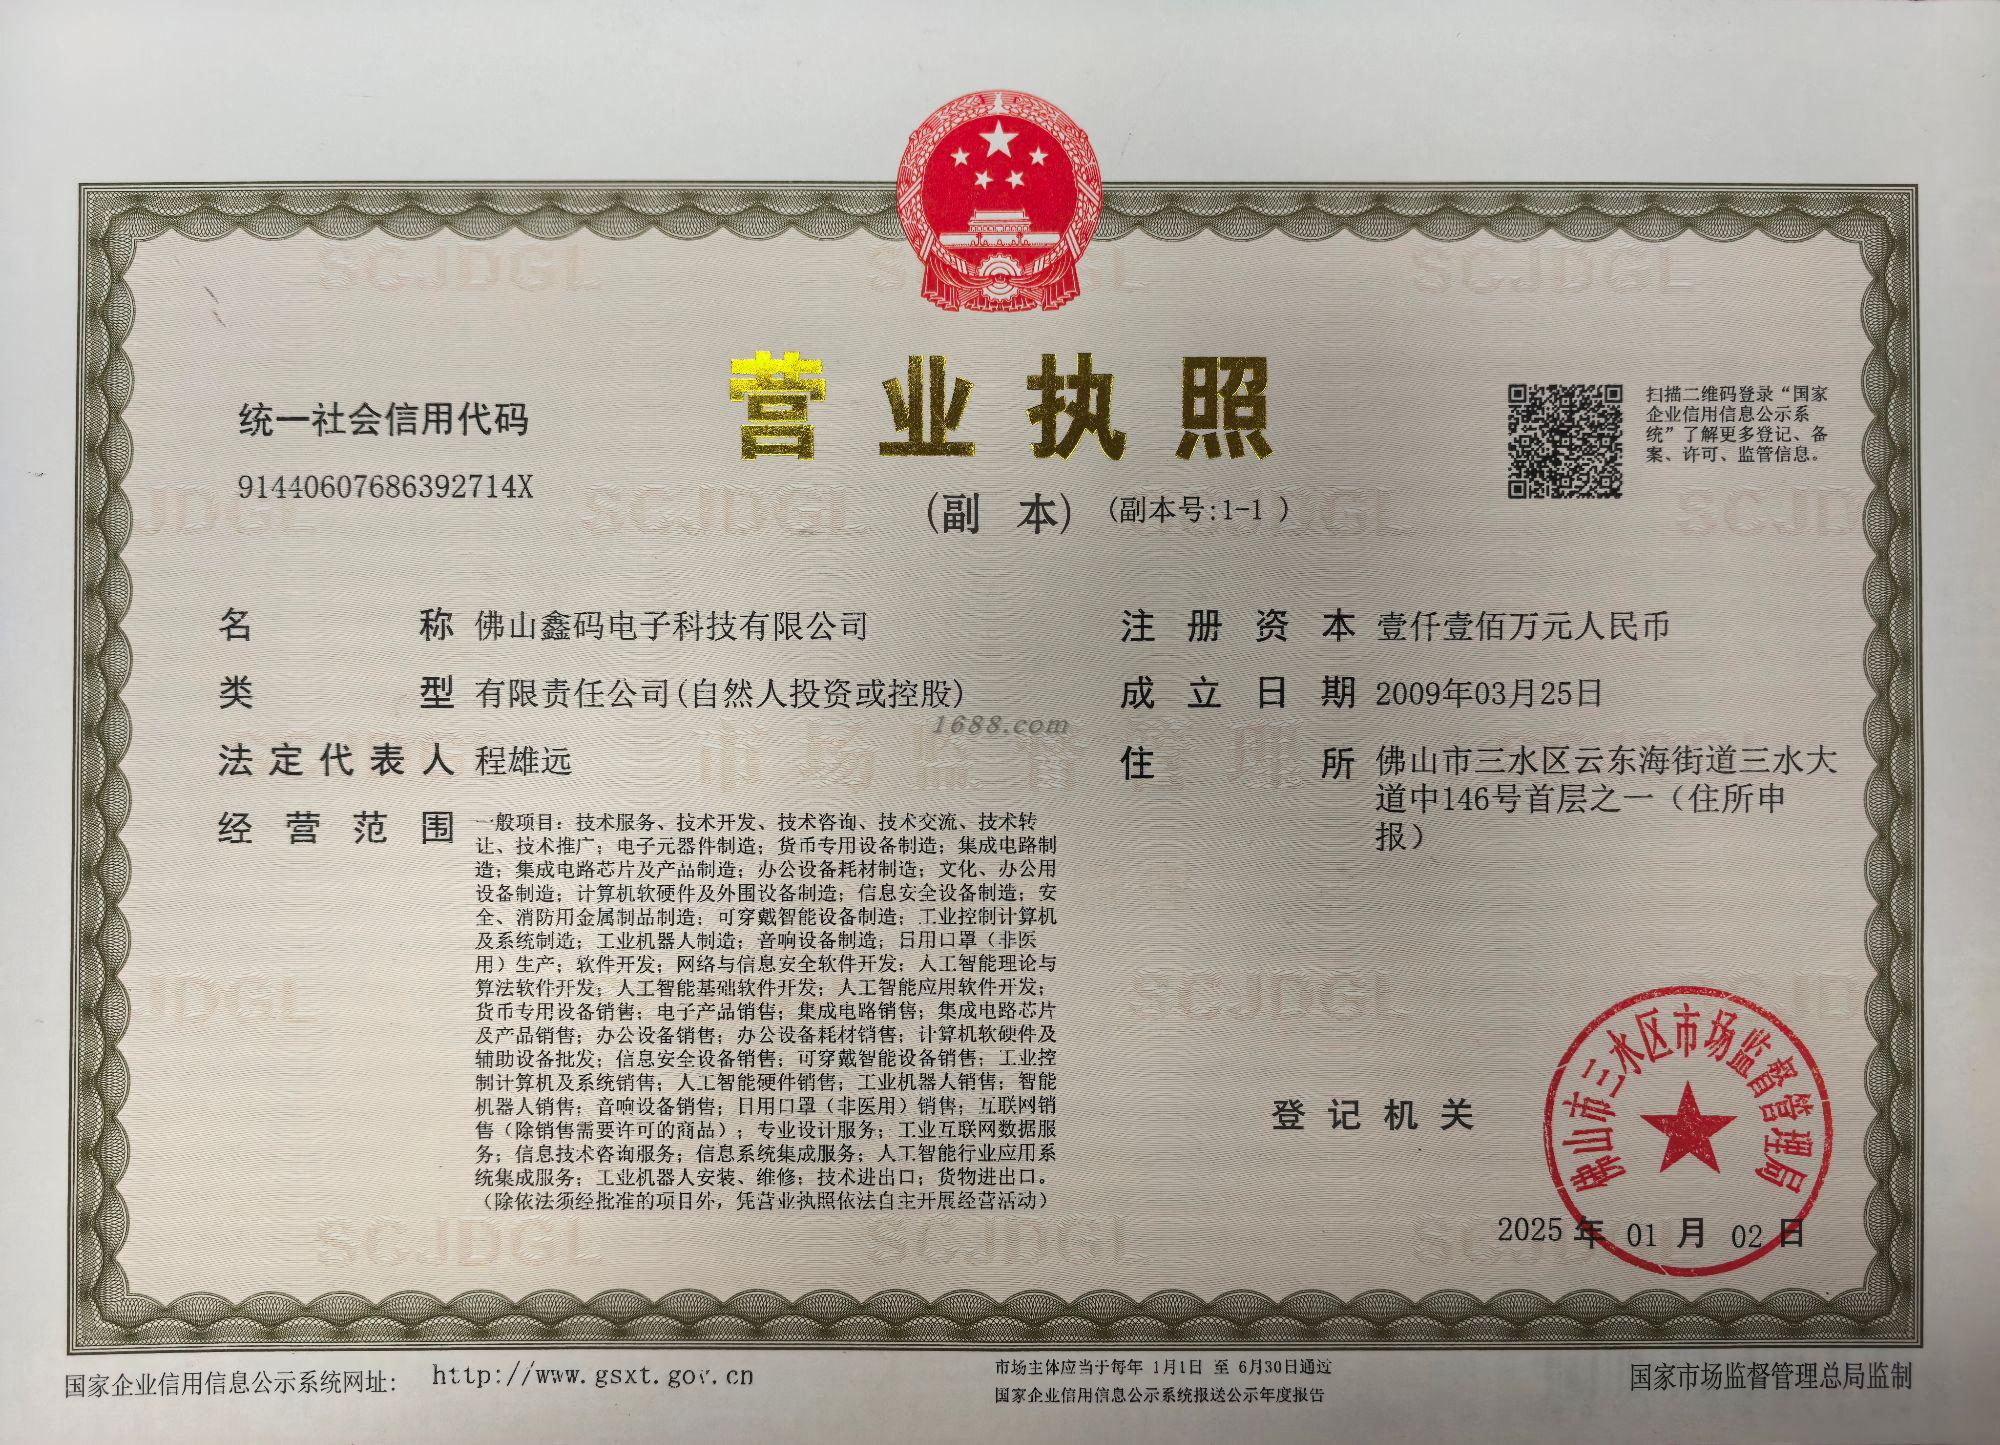 营业执照
(副 本) (副本号:1-1 )
统一社会信用代码
91440607686392714X
扫描二维码登录“国家
企业信用信息公示系
统”了解更多登记、备
案、许可、监管信息。
名称 佛山鑫码电子科技有限公司
类型 有限责任公司(自然人投资或控股)
法定代表人 程雄远
经营范围 一般项目：技术服务、技术开发、技术咨询、技术交流、技术转
让、技术推广；电子元器件制造；货币专用设备制造；集成电路制
造；集成电路芯片及产品制造；办公设备耗材制造；文化、办公用
设备制造；计算机软硬件及外围设备制造；信息安全设备制造；安
全、消防用金属制品制造；可穿戴智能设备制造；工业控制计算机
及系统制造；工业机器人制造；音响设备制造；日用口罩（非医
用）生产；软件开发；网络与信息安全软件开发；人工智能理论与
算法软件开发；人工智能基础软件开发；人工智能应用软件开发；
货币专用设备销售；电子产品销售；集成电路销售；集成电路芯片
及产品销售；办公设备销售；办公设备耗材销售；计算机软硬件及
辅助设备批发；信息安全设备销售；可穿戴智能设备销售；工业控
制计算机及系统销售；人工智能硬件销售；工业机器人销售；智能
机器人销售；音响设备销售；日用口罩（非医用）销售；互联网销
售（除销售需要许可的商品）；专业设计服务；工业互联网数据服
务；信息技术咨询服务；信息系统集成服务；人工智能行业应用系
统集成服务；工业机器人安装、维修；技术进出口；货物进出口。
（除依法须经批准的项目外，凭营业执照依法自主开展经营活动）
注册资本 壹仟壹佰万元人民币
成立日期 2009年03月25日
住所 佛山市三水区云东海街道三水大
道中146号首层之一（住所申
报）
1688.com
登记机关
佛山市三水区市场监督管理局
2025 年 01 月 02 日
国家企业信用信息公示系统网址: http://www.gsxt.gov.cn
市场主体应当于每年 1月1日 至 6月30日通过
国家企业信用信息公示系统报送公示年度报告
国家市场监督管理总局监制